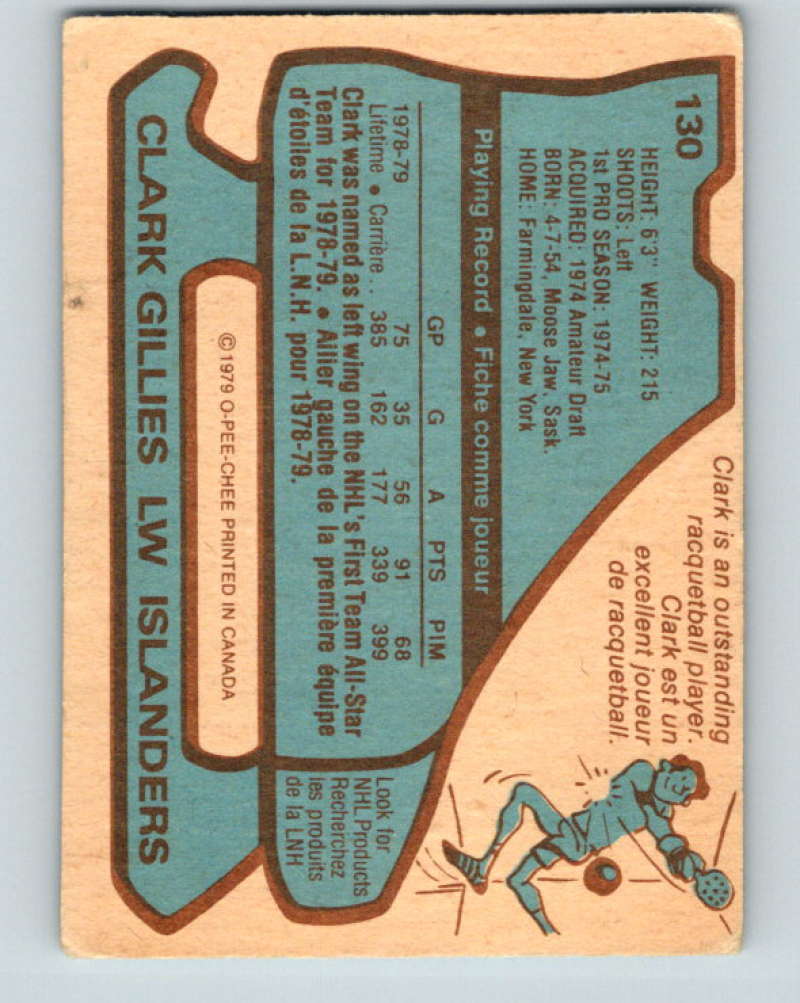 130
HEIGHT: 6'3" WEIGHT: 215
SHOOTS: Left
1st PRO SEASON: 1974-75
ACQUIRED: 1974 Amateur Draft
BORN: 4-7-54, Moose Jaw, Sask.
HOME: Farmingdale, New York
Clark is an outstanding
racquetball player.
Clark est un
excellent joueur
de racquetball.
Playing Record • Fiche comme joueur
GP G A PTS PIM
1978-79 75 35 56 91 68
Lifetime • Carrière . . 385 162 177 339 399
Clark was named as left wing on the NHL's First Team All-Star
Team for 1978-79. • Ailier gauche de la première équipe
d'étoiles de la L.N.H. pour 1978-79.
Look for
NHL Products
Recherchez
les produits
de la LNH
©1979 O-PEE-CHEE PRINTED IN CANADA
CLARK GILLIES LW ISLANDERS